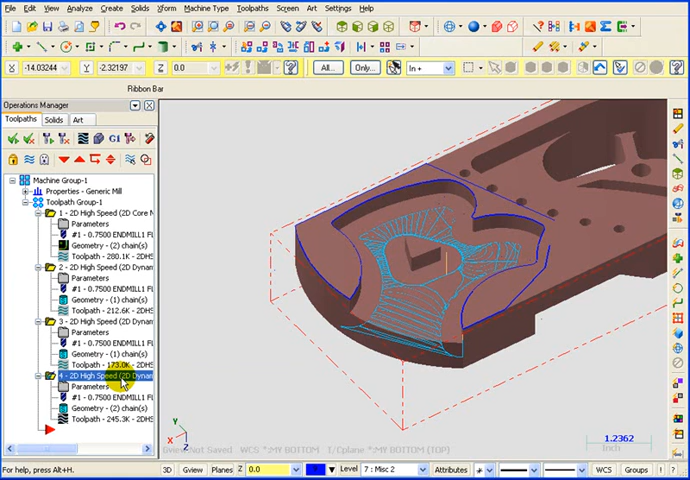 File Edit View Analyze Create Solids Xform Machine Type Toolpaths Screen Art Settings Help
X -14.03244 Y -2.32197 Z 0.0 All... Only... In +
Ribbon Bar
Operations Manager
Toolpaths Solids Art
G1
Machine Group-1
Properties - Generic Mill
Toolpath Group-1
1 - 2D High Speed (2D Core M
Parameters
#1 - 0.7500 ENDMILL1 FL
Geometry - (2) chain(s)
Toolpath - 280.1K - 2DHS
2 - 2D High Speed (2D Dynam
Parameters
#1 - 0.7500 ENDMILL1 FL
Geometry - (1) chain(s)
Toolpath - 212.6K - 2DHS
3 - 2D High Speed (2D Dynam
Parameters
#1 - 0.7500 ENDMILL1 FL
Geometry - (1) chain(s)
Toolpath - 173.0K - 2DHS
4 - 2D High Speed (2D Dynam
Parameters
#1 - 0.7500 ENDMILL1 FL
Geometry - (2) chain(s)
Toolpath - 245.3K - 2DHS
Y
X
Z
Gview:Not Saved WCS *:MY BOTTOM T/Cplane *:MY BOTTOM (TOP)
1.2362
Inch
For help, press Alt+H. 3D Gview Planes Z 0.0 Level 7 : Misc 2 Attributes WCS Groups ?